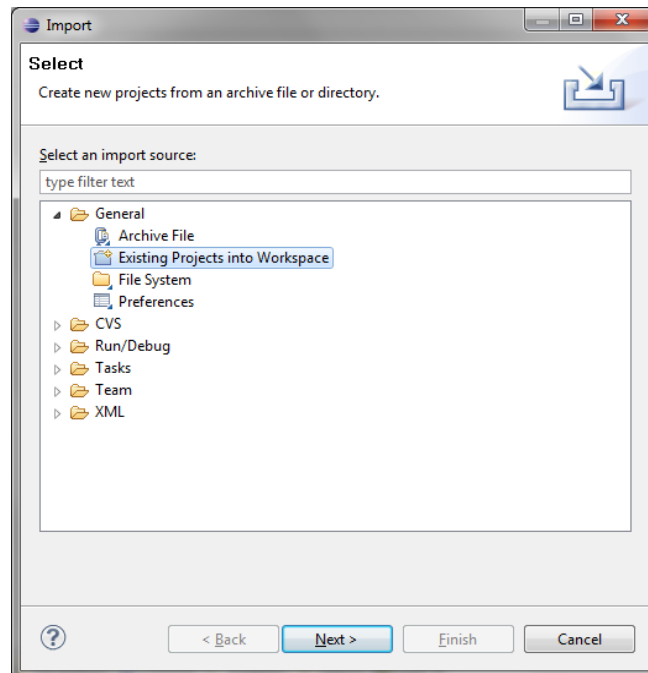 Import
Select
Create new projects from an archive file or directory.
Select an import source:
type filter text
General
Archive File
Existing Projects into Workspace
File System
Preferences
CVS
Run/Debug
Tasks
Team
XML
?
< Back Next > Finish Cancel